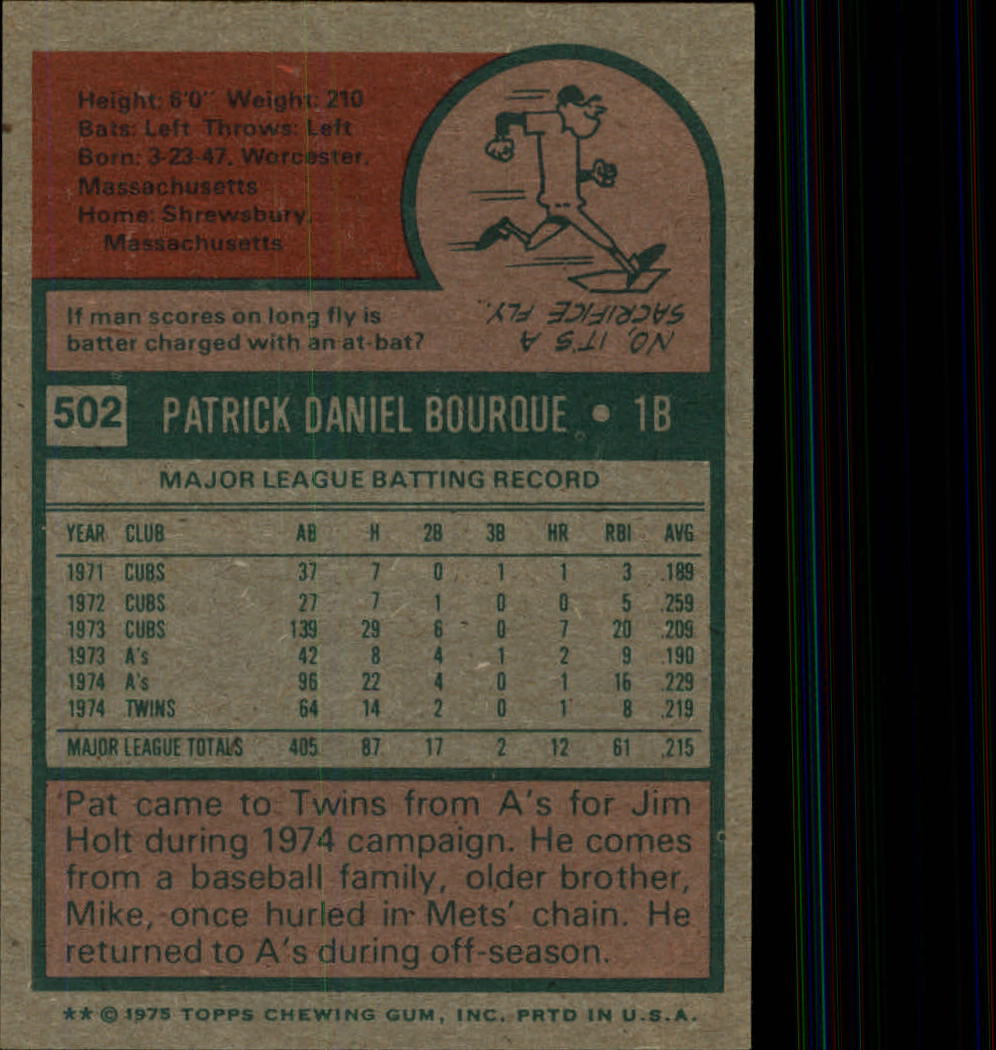 Height: 6'0" Weight: 210
Bats: Left Throws: Left
Born: 3-23-47, Worcester,
Massachusetts
Home: Shrewsbury,
Massachusetts
If man scores on long fly is
batter charged with an at-bat?
NO, IT'S A
SACRIFICE FLY.
502 PATRICK DANIEL BOURQUE • 1B
MAJOR LEAGUE BATTING RECORD
YEAR CLUB AB H 2B 3B HR RBI AVG
1971 CUBS 37 7 0 1 1 3 .189
1972 CUBS 27 7 1 0 0 5 .259
1973 CUBS 139 29 6 0 7 20 .209
1973 A's 42 8 4 1 2 9 .190
1974 A's 96 22 4 0 1 16 .229
1974 TWINS 64 14 2 0 1 8 .219
MAJOR LEAGUE TOTALS 405 87 17 2 12 61 .215
Pat came to Twins from A's for Jim
Holt during 1974 campaign. He comes
from a baseball family, older brother,
Mike, once hurled in Mets' chain. He
returned to A's during off-season.
** © 1975 TOPPS CHEWING GUM, INC. PRTD IN U.S.A.